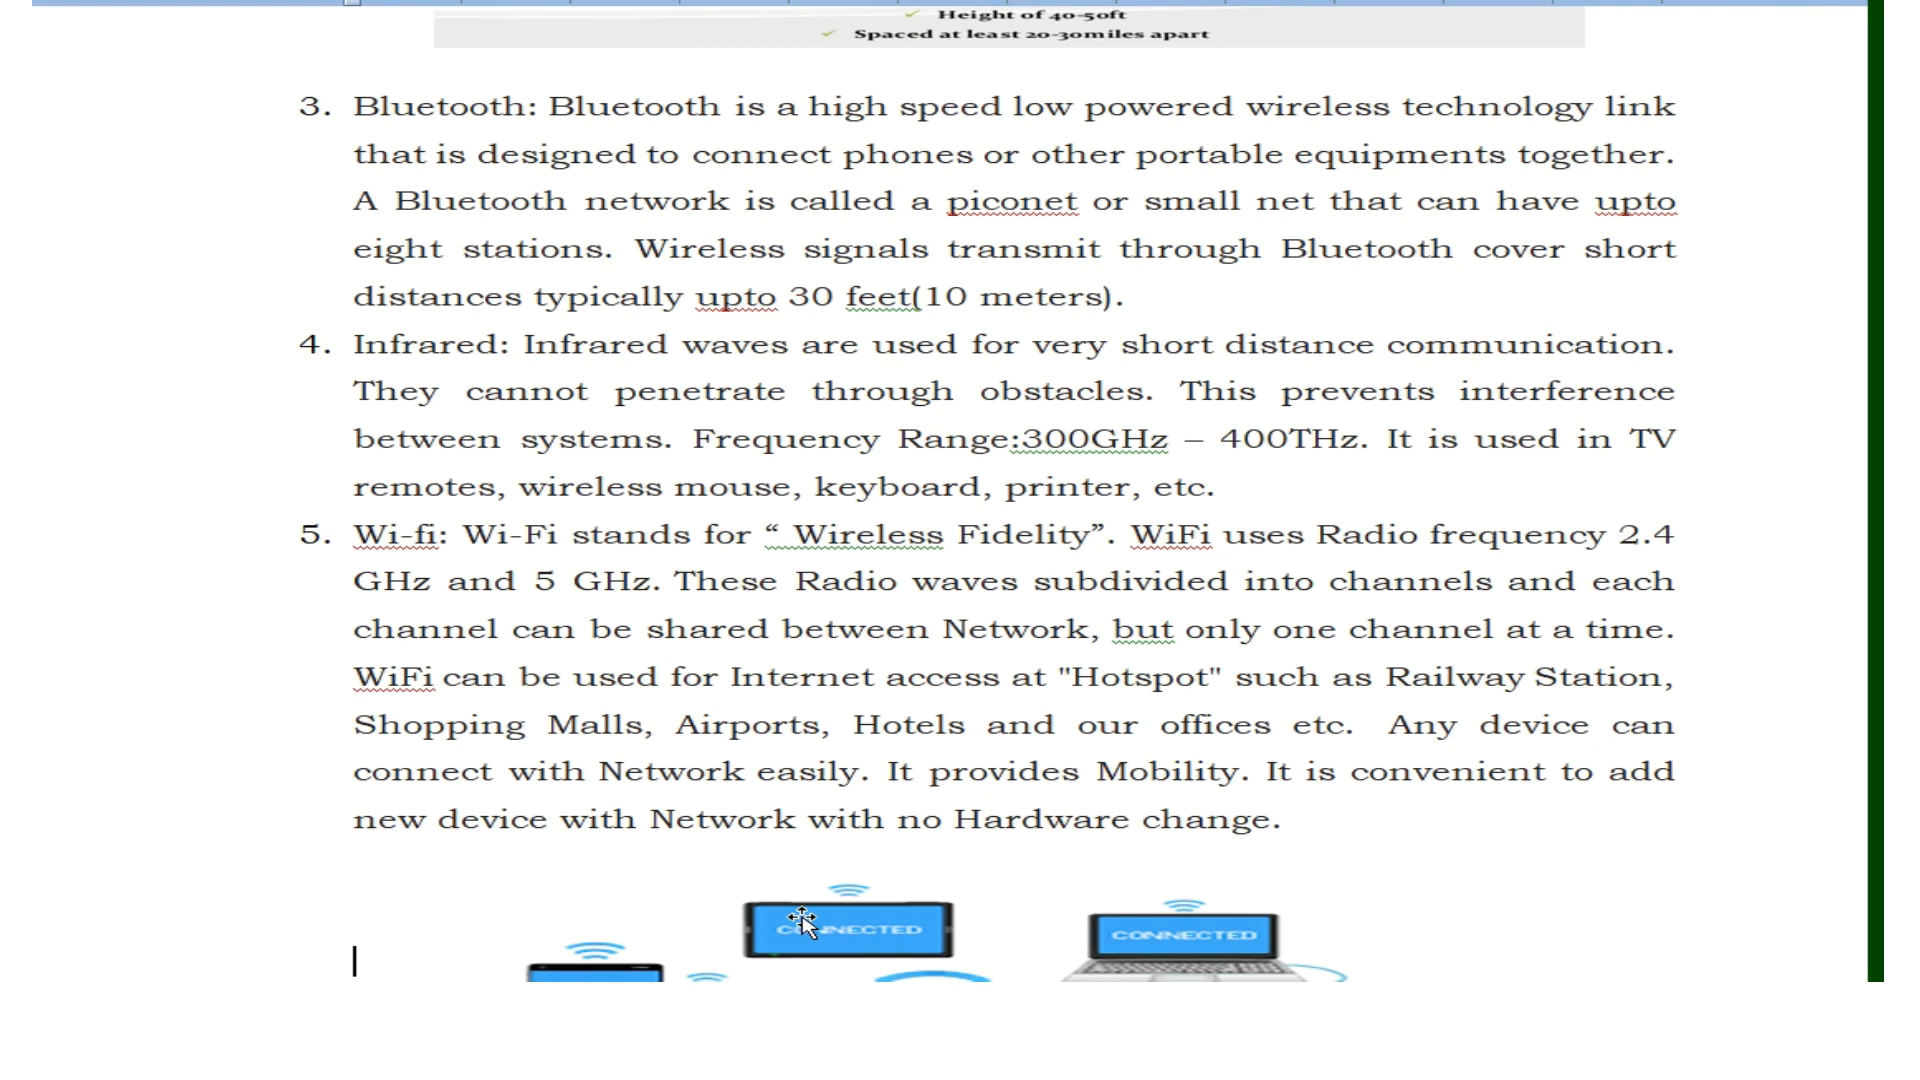 ✓ Height of 40-50ft
✓ Spaced at least 20-30miles apart
3. Bluetooth: Bluetooth is a high speed low powered wireless technology link
that is designed to connect phones or other portable equipments together.
A Bluetooth network is called a piconet or small net that can have upto
eight stations. Wireless signals transmit through Bluetooth cover short
distances typically upto 30 feet(10 meters).
4. Infrared: Infrared waves are used for very short distance communication.
They cannot penetrate through obstacles. This prevents interference
between systems. Frequency Range:300GHz – 400THz. It is used in TV
remotes, wireless mouse, keyboard, printer, etc.
5. Wi-fi: Wi-Fi stands for “ Wireless Fidelity”. WiFi uses Radio frequency 2.4
GHz and 5 GHz. These Radio waves subdivided into channels and each
channel can be shared between Network, but only one channel at a time.
WiFi can be used for Internet access at "Hotspot" such as Railway Station,
Shopping Malls, Airports, Hotels and our offices etc. Any device can
connect with Network easily. It provides Mobility. It is convenient to add
new device with Network with no Hardware change.
CONNECTED
CONNECTED